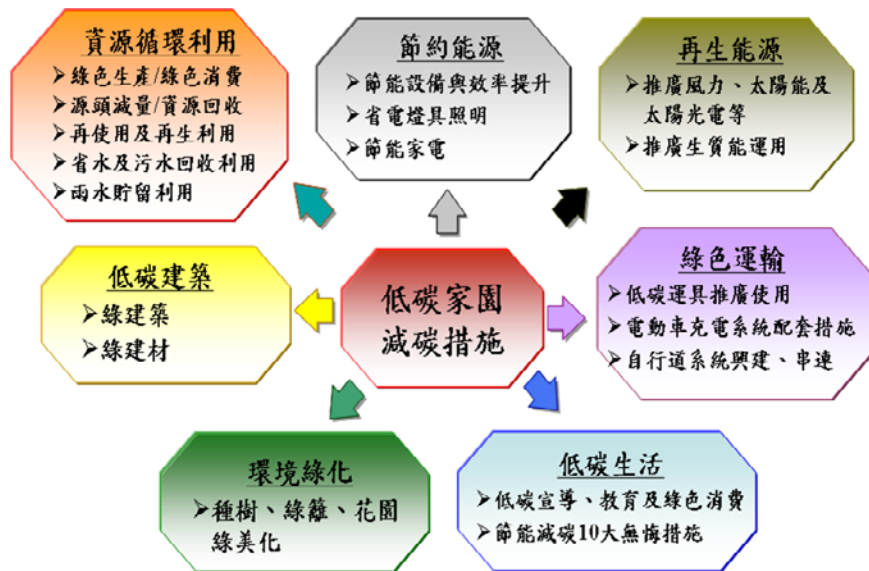 資源循環利用
➢綠色生產/綠色消費
➢源頭減量/資源回收
➢再使用及再生利用
➢省水及污水回收利用
➢雨水貯留利用
節約能源
➢節能設備與效率提升
➢省電燈具照明
➢節能家電
再生能源
➢推廣風力、太陽能及
太陽光電等
➢推廣生質能運用
低碳建築
➢綠建築
➢綠建材
低碳家園
減碳措施
綠色運輸
➢低碳運具推廣使用
➢電動車充電系統配套措施
➢自行道系統興建、串連
環境綠化
➢種樹、綠籬、花園
綠美化
低碳生活
➢低碳宣導、教育及綠色消費
➢節能減碳10大無悔措施